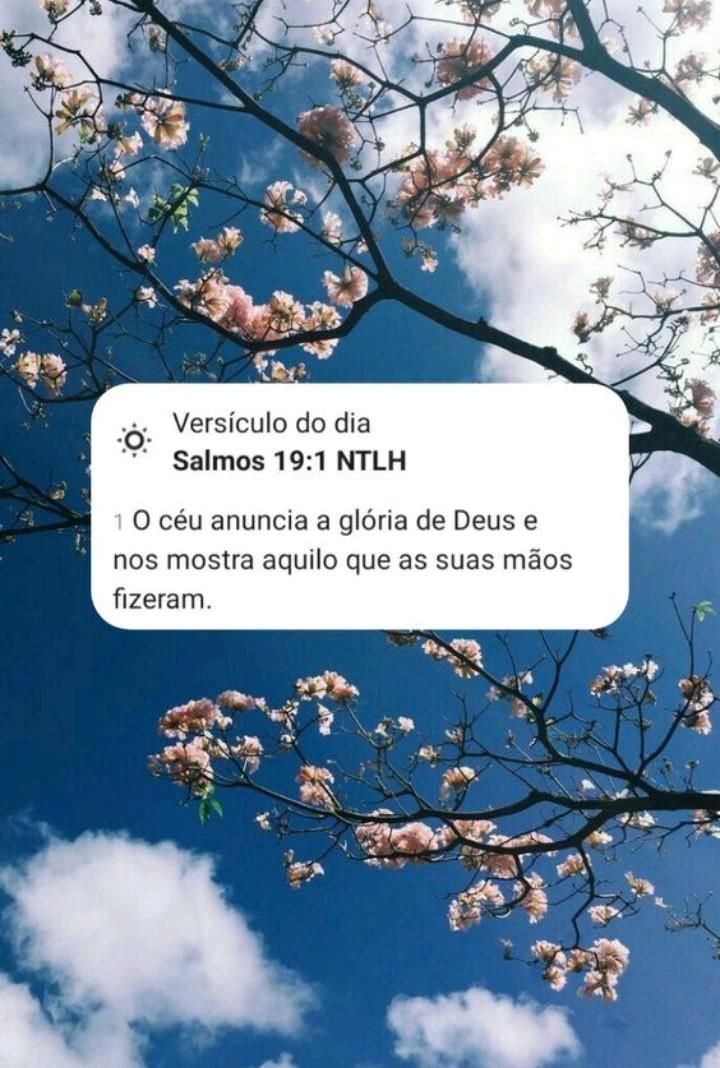 Versículo do dia
Salmos 19:1 NTLH
1 O céu anuncia a glória de Deus e
nos mostra aquilo que as suas mãos
fizeram.